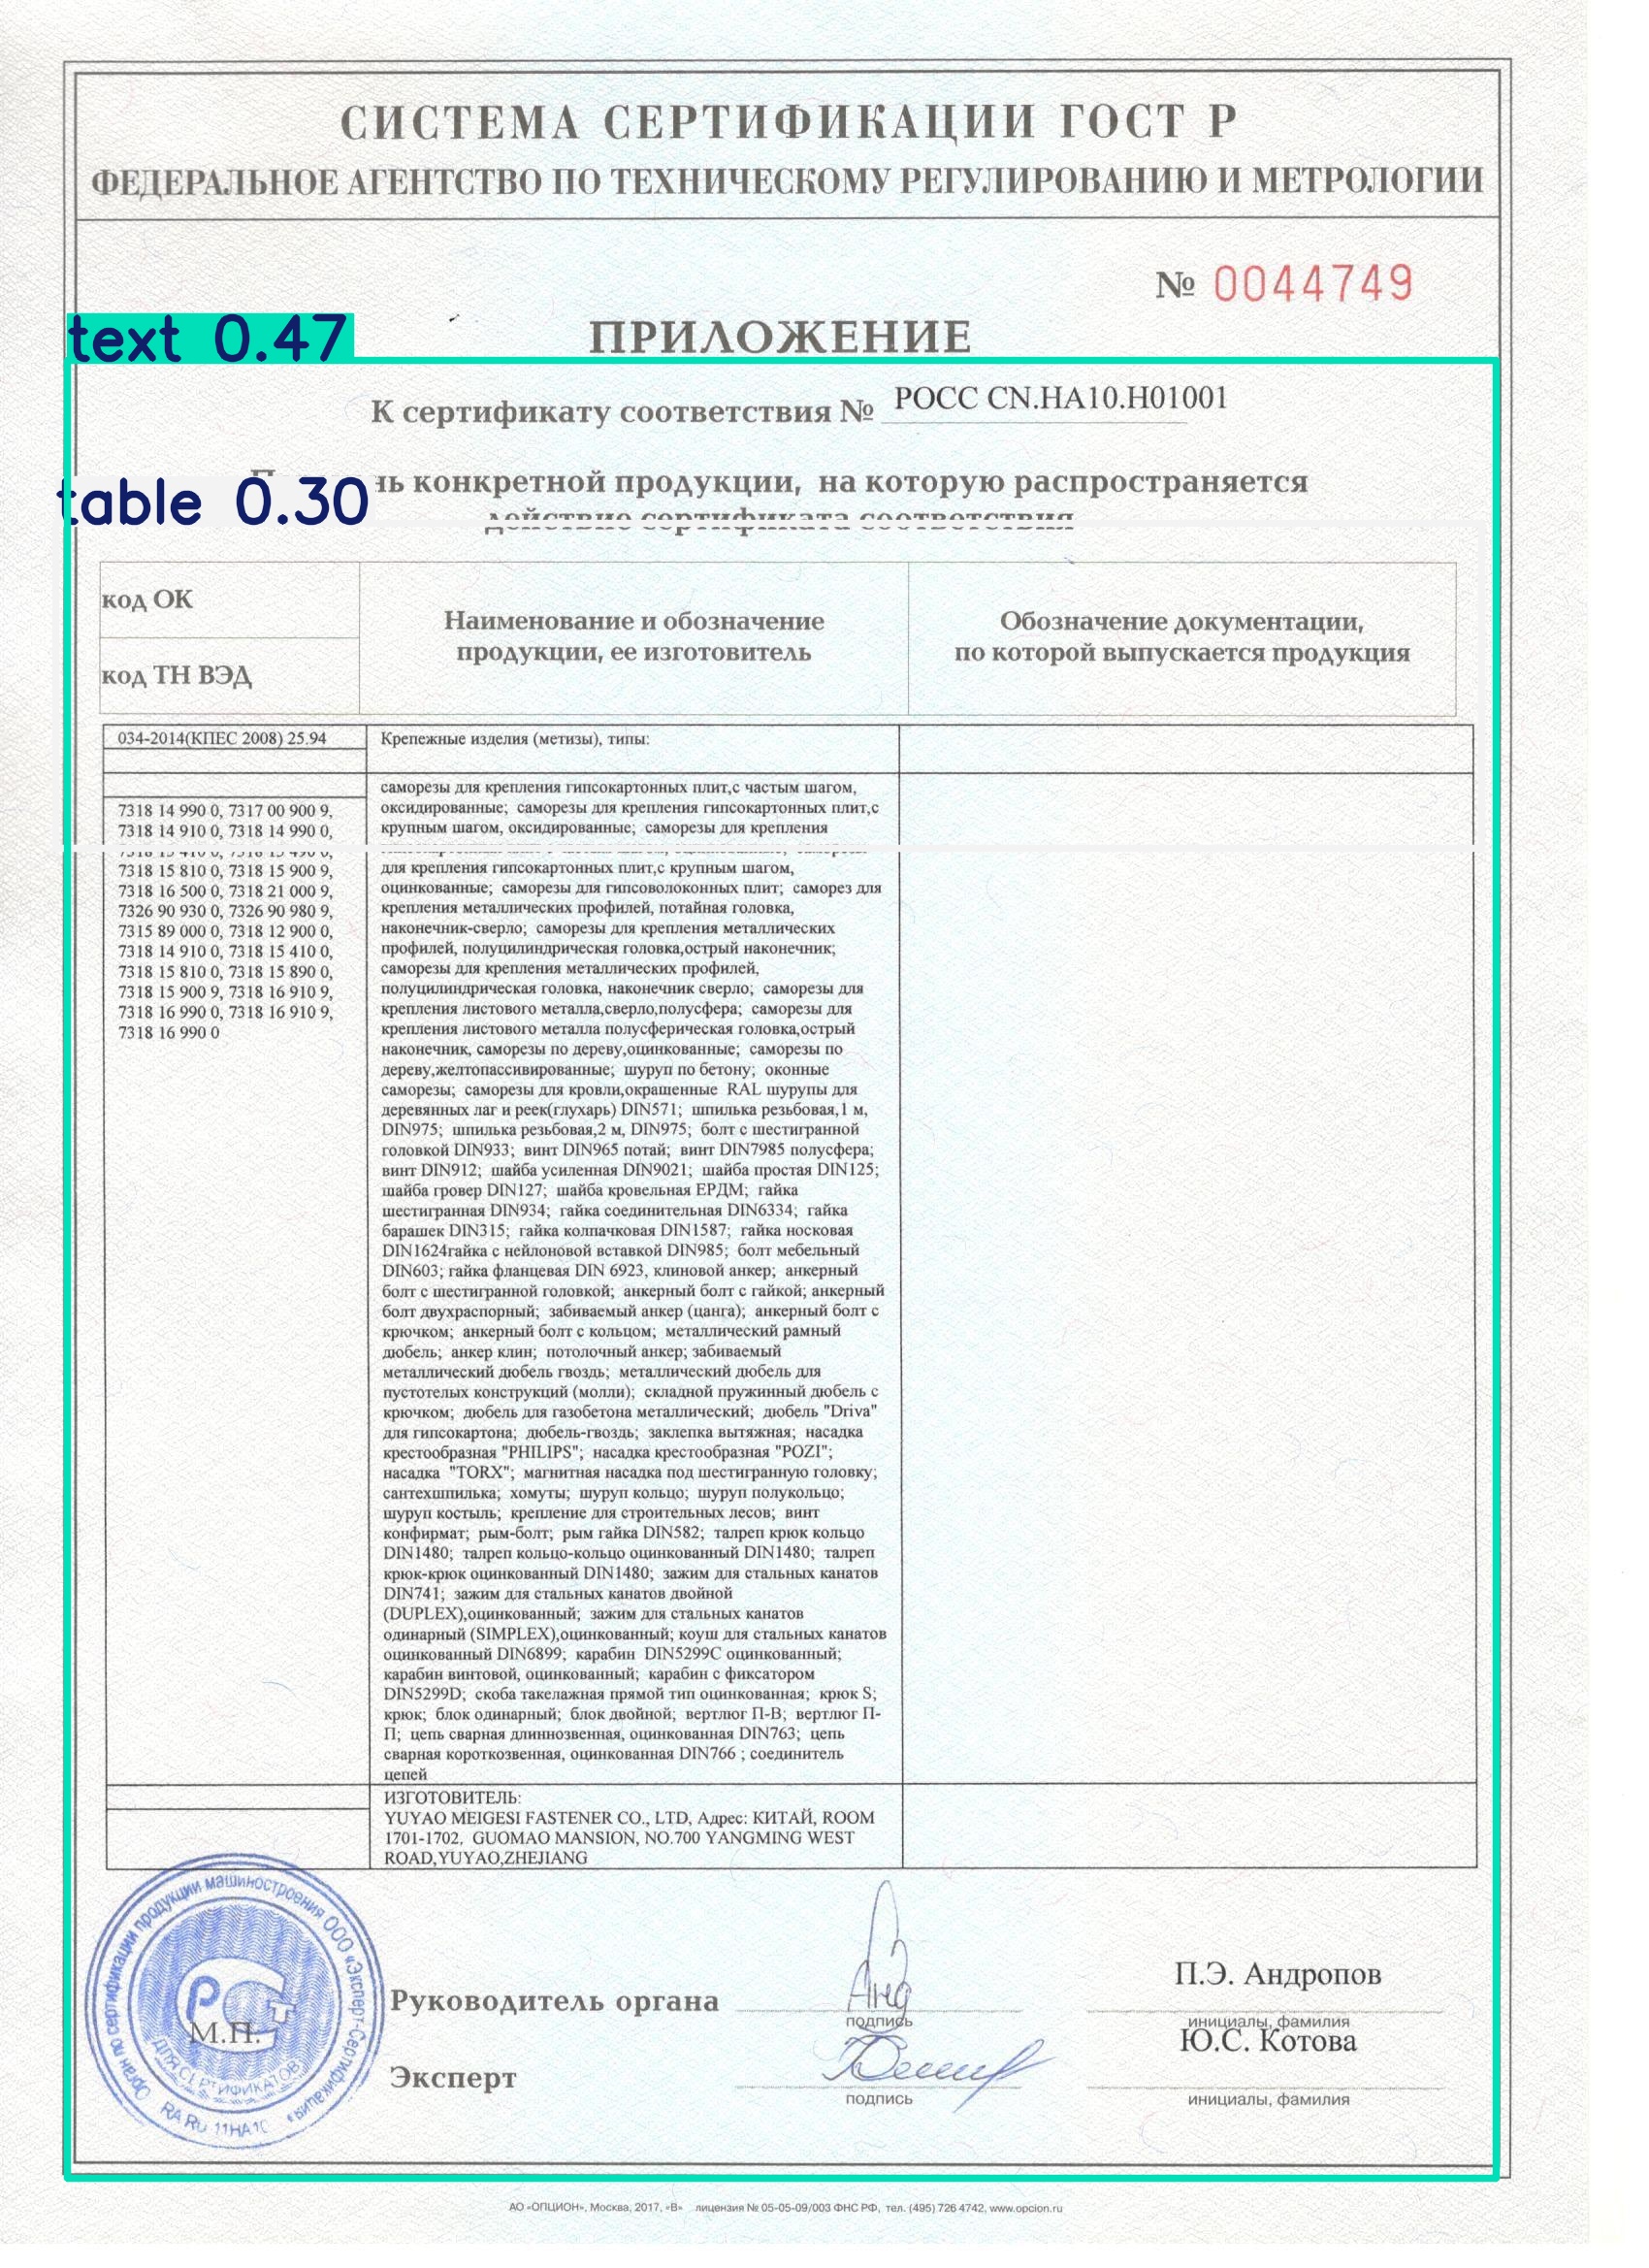 СИСТЕМА СЕРТИФИКАЦИИ ГОСТ Р
ФЕДЕРАЛЬНОЕ АГЕНТСТВО ПО ТЕХНИЧЕСКОМУ РЕГУЛИРОВАНИЮ И МЕТРОЛОГИИ
№ 0044749
text 0.47
ПРИЛОЖЕНИЕ
К сертификату соответствия № РОСС CN.НА10.Н01001
table 0.30
конкретной продукции, на которую распространяется
действие сертификата соответствия
код ОК
код ТН ВЭД
Наименование и обозначение
продукции, ее изготовитель
Обозначение документации,
по которой выпускается продукция
034-2014(КПЕС 2008) 25.94
Крепежные изделия (метизы), типы:
7318 14 990 0, 7317 00 900 9,
7318 14 910 0, 7318 14 990 0,
7318 15 810 0, 7318 15 900 9,
7318 16 500 0, 7318 21 000 9,
7326 90 930 0, 7326 90 980 9,
7315 89 000 0, 7318 12 900 0,
7318 14 910 0, 7318 15 410 0,
7318 15 810 0, 7318 15 890 0,
7318 15 900 9, 7318 16 910 9,
7318 16 990 0, 7318 16 910 9,
7318 16 990 0
саморезы для крепления гипсокартонных плит,с частым шагом,
оксидированные; саморезы для крепления гипсокартонных плит,с
крупным шагом, оксидированные; саморезы для крепления
для крепления гипсокартонных плит,с крупным шагом,
оцинкованные; саморезы для гипсоволоконных плит; саморез для
крепления металлических профилей, потайная головка,
наконечник-сверло; саморезы для крепления металлических
профилей, полуцилиндрическая головка,острый наконечник;
саморезы для крепления металлических профилей,
полуцилиндрическая головка, наконечник сверло; саморезы для
крепления листового металла,сверло,полусфера; саморезы для
крепления листового металла полусферическая головка,острый
наконечник, саморезы по дереву,оцинкованные; саморезы по
дереву,желтопассивированные; шуруп по бетону; оконные
саморезы; саморезы для кровли,окрашенные RAL шурупы для
деревянных лаг и реек(глухарь) DIN571; шпилька резьбовая,1 м,
DIN975; шпилька резьбовая,2 м, DIN975; болт с шестигранной
головкой DIN933; винт DIN965 потай; винт DIN7985 полусфера;
винт DIN912; шайба усиленная DIN9021; шайба простая DIN125;
шайба гровер DIN127; шайба кровельная ЕРДМ; гайка
шестигранная DIN934; гайка соединительная DIN6334; гайка
барашек DIN315; гайка колпачковая DIN1587; гайка носковая
DIN1624гайка с нейлоновой вставкой DIN985; болт мебельный
DIN603; гайка фланцевая DIN 6923, клиновой анкер; анкерный
болт с шестигранной головкой; анкерный болт с гайкой; анкерный
болт двухраспорный; забиваемый анкер (цанга); анкерный болт с
крючком; анкерный болт с кольцом; металлический рамный
дюбель; анкер клин; потолочный анкер; забиваемый
металлический дюбель гвоздь; металлический дюбель для
пустотелых конструкций (молли); складной пружинный дюбель с
крючком; дюбель для газобетона металлический; дюбель "Driva"
для гипсокартона; дюбель-гвоздь; заклепка вытяжная; насадка
крестообразная "PHILIPS"; насадка крестообразная "POZI";
насадка "TORX"; магнитная насадка под шестигранную головку;
сантехшпилька; хомуты; шуруп кольцо; шуруп полукольцо;
шуруп костыль; крепление для строительных лесов; винт
конфирмат; рым-болт; рым гайка DIN582; талреп крюк кольцо
DIN1480; талреп кольцо-кольцо оцинкованный DIN1480; талреп
крюк-крюк оцинкованный DIN1480; зажим для стальных канатов
DIN741; зажим для стальных канатов двойной
(DUPLEX),оцинкованный; зажим для стальных канатов
одинарный (SIMPLEX),оцинкованный; коуш для стальных канатов
оцинкованный DIN6899; карабин DIN5299C оцинкованный;
карабин винтовой, оцинкованный; карабин с фиксатором
DIN5299D; скоба такелажная прямой тип оцинкованная; крюк S;
крюк; блок одинарный; блок двойной; вертлюг П-В; вертлюг П-
П; цепь сварная длиннозвенная, оцинкованная DIN763; цепь
сварная короткозвенная, оцинкованная DIN766 ; соединитель
цепей
ИЗГОТОВИТЕЛЬ:
YUYAO MEIGESI FASTENER CO., LTD, Адрес: КИТАЙ, ROOM
1701-1702, GUOMAO MANSION, NO.700 YANGMING WEST
ROAD,YUYAO,ZHEJIANG
Орган по сертификации продукции машиностроения ООО «Эксперт-Сертификация»
ДЛЯ СЕРТИФИКАТОВ
RA RU 11НА10
М.П.
Руководитель органа
подпись
П.Э. Андропов
инициалы, фамилия
Эксперт
подпись
Ю.С. Котова
инициалы, фамилия
АО «ОПЦИОН», Москва, 2017, «В» лицензия № 05-05-09/003 ФНС РФ, тел. (495) 726 4742, www.opcion.ru